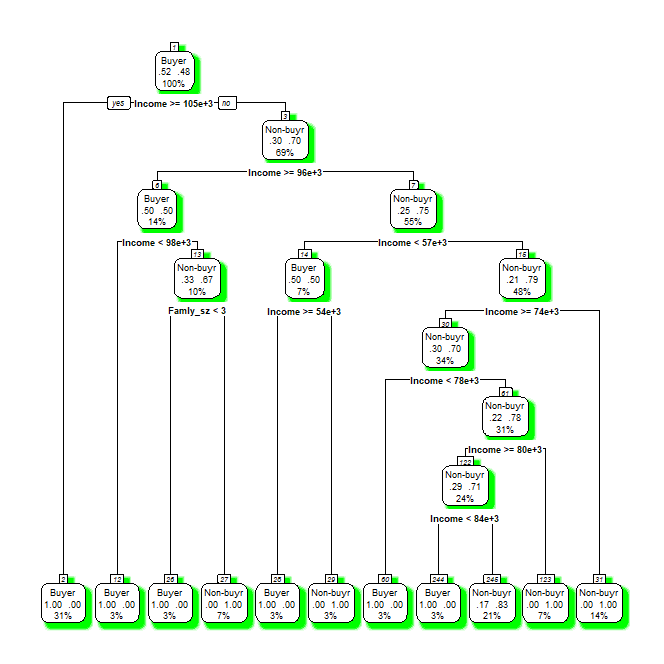 1
Buyer
.52 .48
100%
yes Income >= 105e+3 no
3
Non-buyr
.30 .70
69%
Income >= 96e+3
6
Buyer
.50 .50
14%
7
Non-buyr
.25 .75
55%
Income < 98e+3
Income < 57e+3
13
Non-buyr
.33 .67
10%
14
Buyer
.50 .50
7%
15
Non-buyr
.21 .79
48%
Famly_sz < 3
Income >= 54e+3
Income >= 74e+3
30
Non-buyr
.30 .70
34%
Income < 78e+3
61
Non-buyr
.22 .78
31%
Income >= 80e+3
122
Non-buyr
.29 .71
24%
Income < 84e+3
2
Buyer
1.00 .00
31%
12
Buyer
1.00 .00
3%
26
Buyer
1.00 .00
3%
27
Non-buyr
.00 1.00
7%
28
Buyer
1.00 .00
3%
29
Non-buyr
.00 1.00
3%
60
Buyer
1.00 .00
3%
244
Buyer
1.00 .00
3%
245
Non-buyr
.17 .83
21%
123
Non-buyr
.00 1.00
7%
31
Non-buyr
.00 1.00
14%